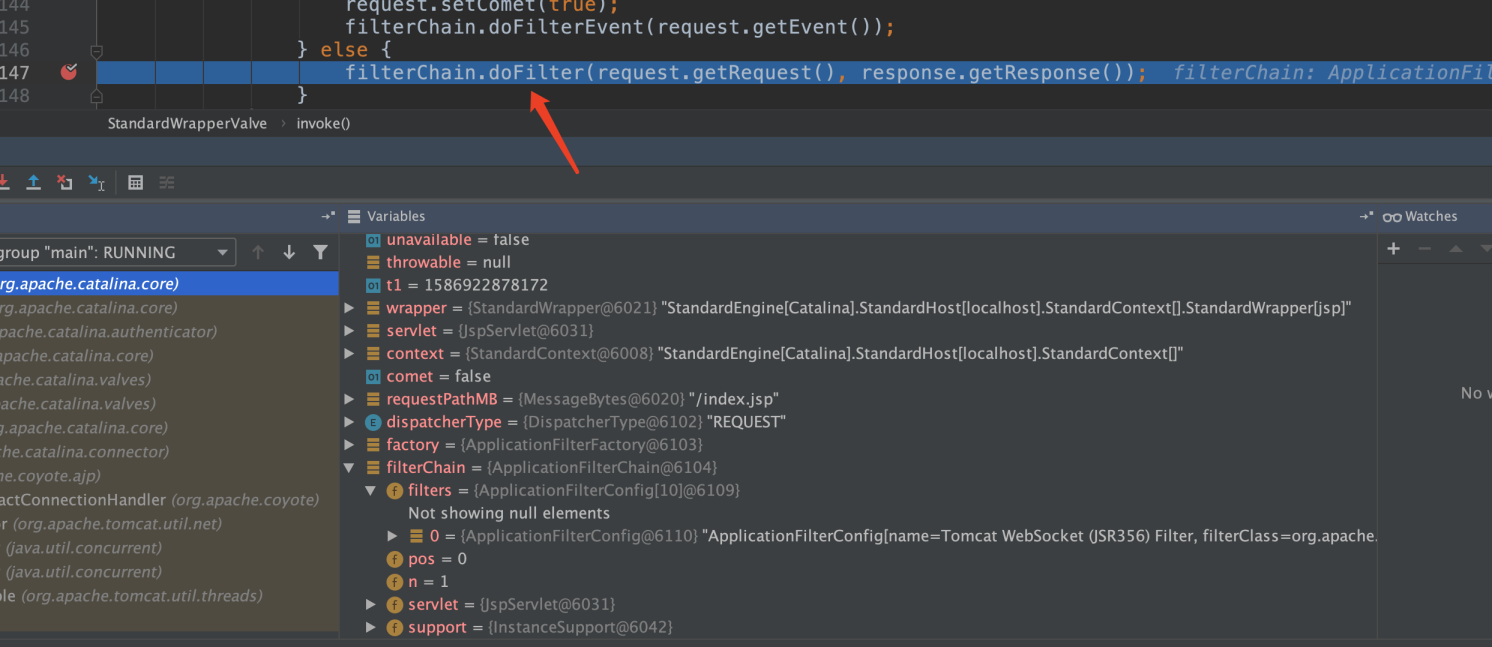 144 request.setComet(true);
145 filterChain.doFilterEvent(request.getEvent());
146 } else {
147 filterChain.doFilter(request.getRequest(), response.getResponse()); filterChain: ApplicationFil
148 }
StandardWrapperValve › invoke()
Variables
Watches
group "main": RUNNING
rg.apache.catalina.core)
rg.apache.catalina.core)
pache.catalina.authenticator)
apache.catalina.core)
ache.catalina.valves)
ache.catalina.valves)
g.apache.catalina.core)
he.catalina.connector)
he.coyote.ajp)
actConnectionHandler (org.apache.coyote)
or (org.apache.tomcat.util.net)
(java.util.concurrent)
(java.util.concurrent)
ble (org.apache.tomcat.util.threads)
unavailable = false
throwable = null
t1 = 1586922878172
wrapper = {StandardWrapper@6021} "StandardEngine[Catalina].StandardHost[localhost].StandardContext[].StandardWrapper[jsp]"
servlet = {JspServlet@6031}
context = {StandardContext@6008} "StandardEngine[Catalina].StandardHost[localhost].StandardContext[]"
comet = false
requestPathMB = {MessageBytes@6020} "/index.jsp"
dispatcherType = {DispatcherType@6102} "REQUEST"
factory = {ApplicationFilterFactory@6103}
filterChain = {ApplicationFilterChain@6104}
filters = {ApplicationFilterConfig[10]@6109}
Not showing null elements
0 = {ApplicationFilterConfig@6110} "ApplicationFilterConfig[name=Tomcat WebSocket (JSR356) Filter, filterClass=org.apache.
pos = 0
n = 1
servlet = {JspServlet@6031}
support = {InstanceSupport@6042}
No